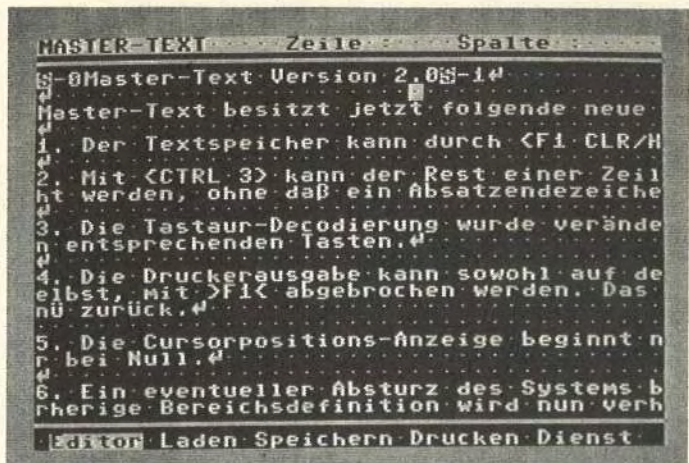 MASTER-TEXT Zeile : Spalte :
S-0Master-Text Version 2.0S-1↵
↵
Master-Text besitzt jetzt folgende neue
↵
1. Der Textspeicher kann durch <F1 CLR/H
↵
2. Mit <CTRL 3> kann der Rest einer Zeil
ht werden, ohne daß ein Absatzendezeiche
↵
3. Die Tastaur-Decodierung wurde verände
n entsprechenden Tasten.↵
↵
4. Die Druckerausgabe kann sowohl auf de
elbst, mit >F1< abgebrochen werden. Das
nü zurück.↵
↵
5. Die Cursorpositions-Anzeige beginnt n
r bei Null.↵
↵
6. Ein eventueller Absturz des Systems b
rherige Bereichsdefinition wird nun verh
Editor Laden Speichern Drucken Dienst